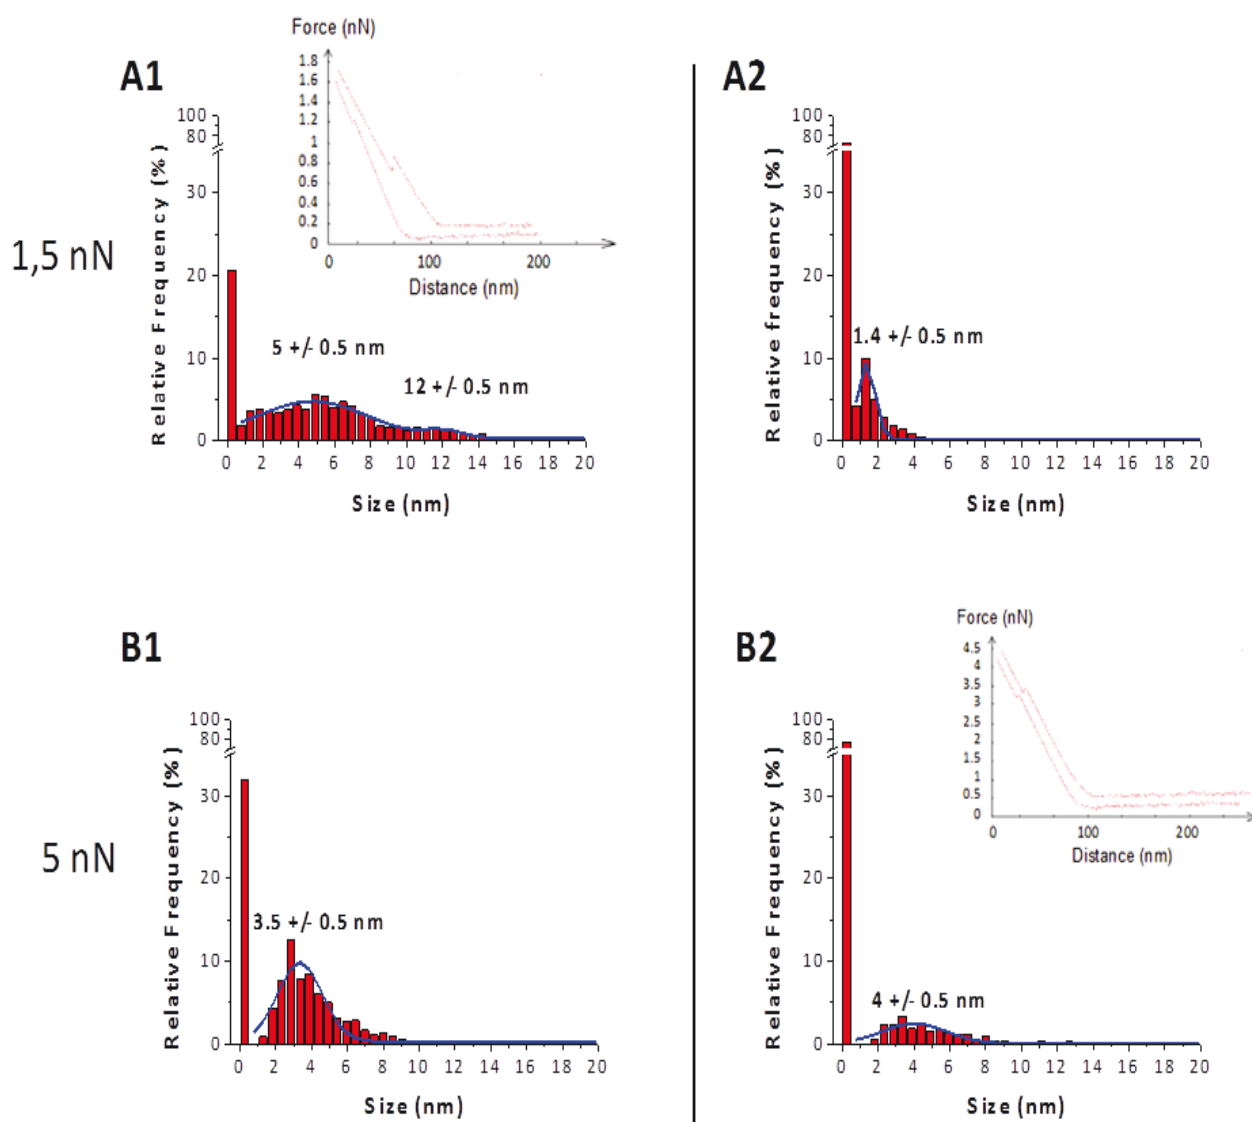 Force (nN)
A1
A2
1.8
1.6
1.4
1.2
1
0.8
0.6
0.4
0.2
0
0 100 200
Distance (nm)
1,5 nN
Relative Frequency (%)
100
80
30
20
10
0
5 +/- 0.5 nm
12 +/- 0.5 nm
0 2 4 6 8 10 12 14 16 18 20
Size (nm)
Relative frequency (%)
100
80
30
20
10
0
1.4 +/- 0.5 nm
0 2 4 6 8 10 12 14 16 18 20
Size (nm)
B1
B2
Force (nN)
4.5
4
3.5
3
2.5
2
1.5
1
0.5
0
0 100 200
Distance (nm)
5 nN
Relative Frequency (%)
100
80
30
20
10
0
3.5 +/- 0.5 nm
0 2 4 6 8 10 12 14 16 18 20
Size (nm)
Relative Frequency (%)
100
80
30
20
10
0
4 +/- 0.5 nm
0 2 4 6 8 10 12 14 16 18 20
Size (nm)